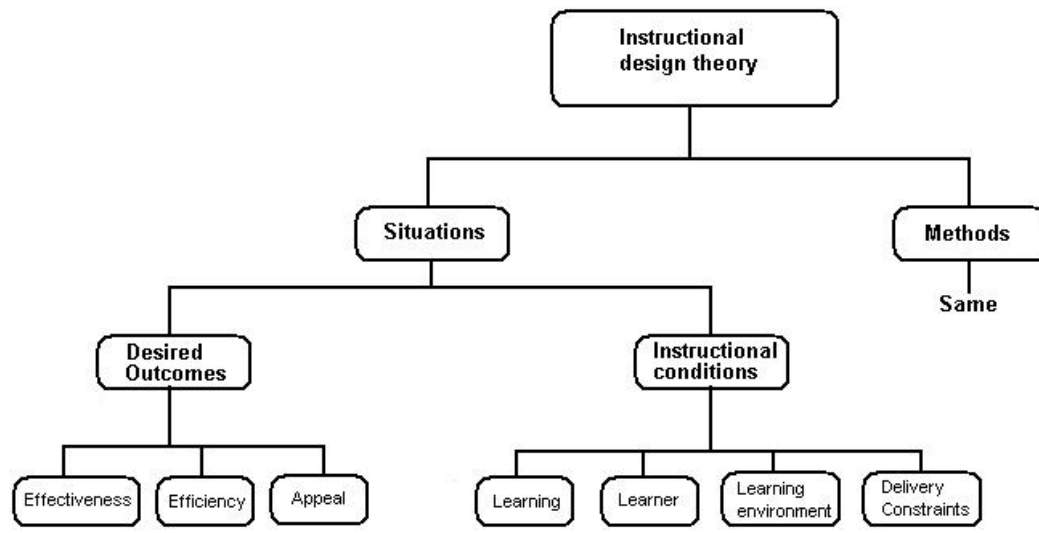 Instructional
design theory
Situations
Methods
Same
Desired
Outcomes
Instructional
conditions
Effectiveness
Efficiency
Appeal
Learning
Learner
Learning
environment
Delivery
Constraints